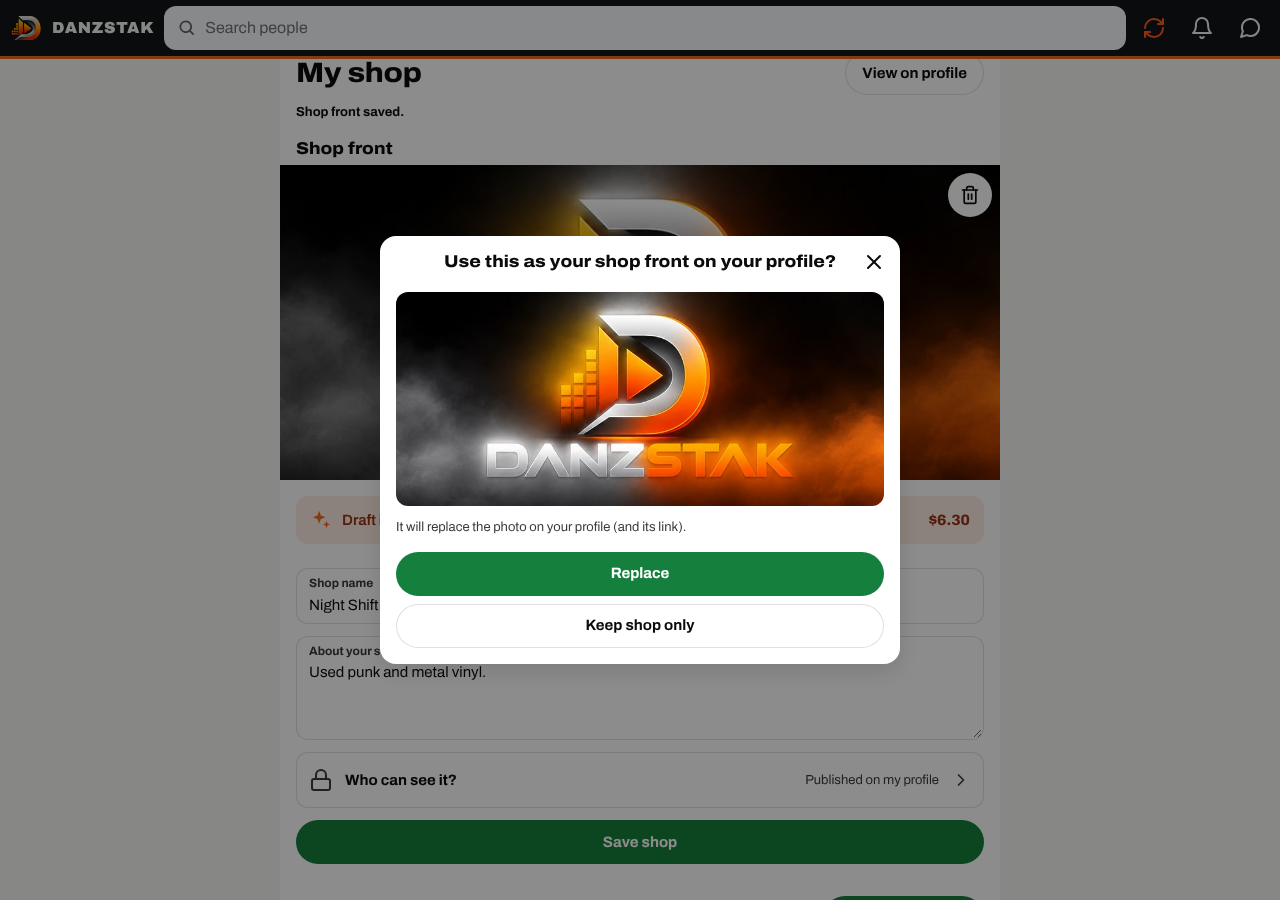 DANZSTAK
Search people
My shop
View on profile
Shop front saved.
Shop front
Use this as your shop front on your profile?
DANZSTAK
It will replace the photo on your profile (and its link).
Replace
Keep shop only
Draft
$6.30
Shop name
Night Shift
About your s
Used punk and metal vinyl.
Who can see it?
Published on my profile
Save shop